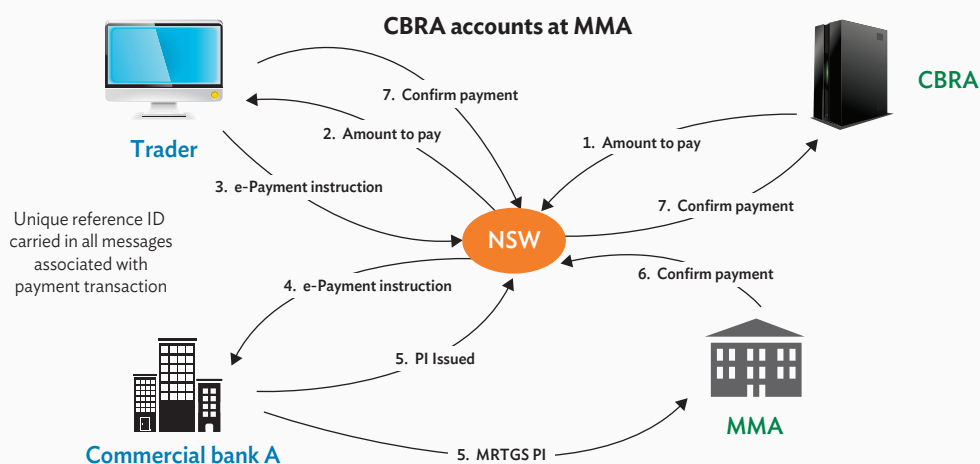 CBRA accounts at MMA
CBRA
Trader
7. Confirm payment
2. Amount to pay
1. Amount to pay
3. e-Payment instruction
7. Confirm payment
Unique reference ID
carried in all messages
associated with
payment transaction
NSW
4. e-Payment instruction
6. Confirm payment
5. PI Issued
MMA
Commercial bank A
5. MRTGS PI